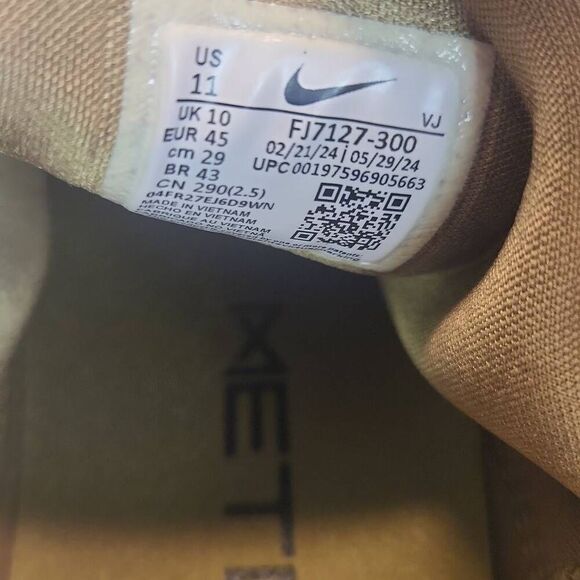 US
11
UK 10
EUR 45
cm 29
BR 43
CN 290(2.5)
04FR27EJ6D9WN
MADE IN VIETNAM
HECHO EN VIETNAM
FABRIQUÉ AU VIETNAM
VJ
FJ7127-300
02/21/24 | 05/29/24
UPC 00197596905663